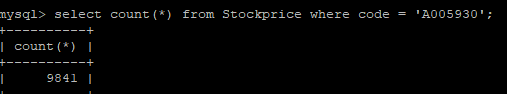 mysql> select count(*) from Stockprice where code = 'A005930';
+----------+
| count(*) |
+----------+
|     9841 |